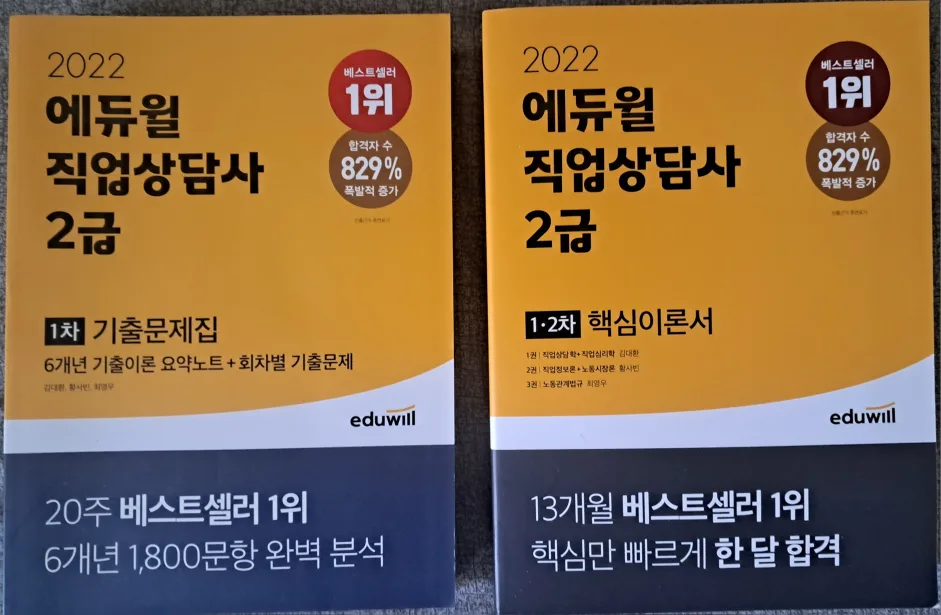 2022
에듀윌
직업상담사
2급
베스트셀러
1위
합격자 수
829%
폭발적 증가
1차 기출문제집
6개년 기출이론 요약노트+회차별 기출문제
김대환, 황사빈, 최영우
eduwill
20주 베스트셀러 1위
6개년 1,800문항 완벽 분석
2022
에듀윌
직업상담사
2급
베스트셀러
1위
합격자 수
829%
폭발적 증가
1·2차 핵심이론서
1권 | 직업상담학+직업심리학 김대환
2권 | 직업정보론+노동시장론 황사빈
3권 | 노동관계법규 최영우
eduwill
13개월 베스트셀러 1위
핵심만 빠르게 한 달 합격